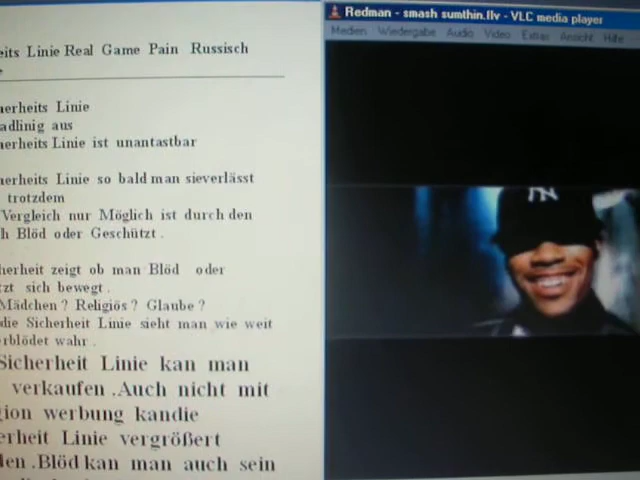 eits Linie Real Game Pain Russisch
e
herheits Linie
adlinig aus
herheits Linie ist unantastbar
herheits Linie so bald man sieverlässt
trotzdem
Vergleich nur Möglich ist durch den
h Blöd oder Geschützt .
herheit zeigt ob man Blöd oder
tzt sich bewegt .
Mädchen ? Religiös ? Glaube ?
die Sicherheit Linie sieht man wie weit
rblödet wahr .
Sicherheit Linie kan man
verkaufen .Auch nicht mit
gion werbung kandie
erheit Linie vergrößert
den .Blöd kan man auch sein
Redman - smash sumthin.flv - VLC media player
Medien Wiedergabe Audio Video Extras Ansicht Hilfe
NY